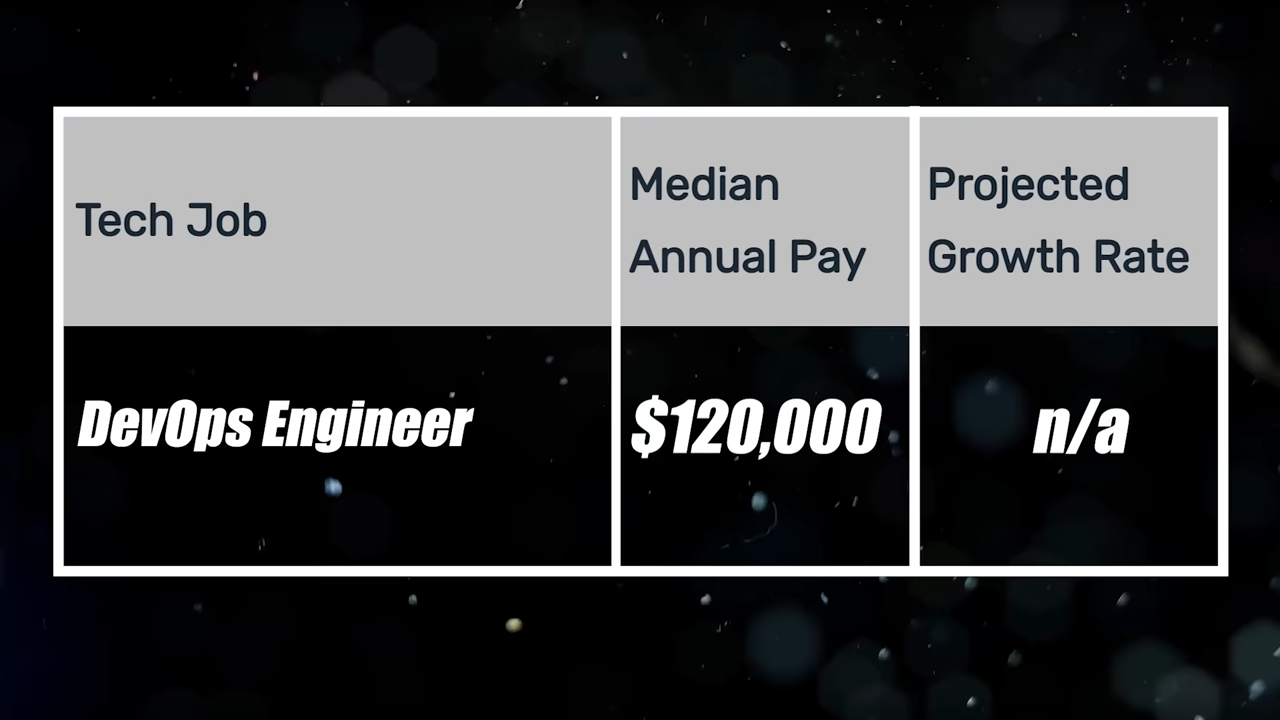 Tech Job
Median
Annual Pay
Projected
Growth Rate
DevOps Engineer
$120,000
n/a